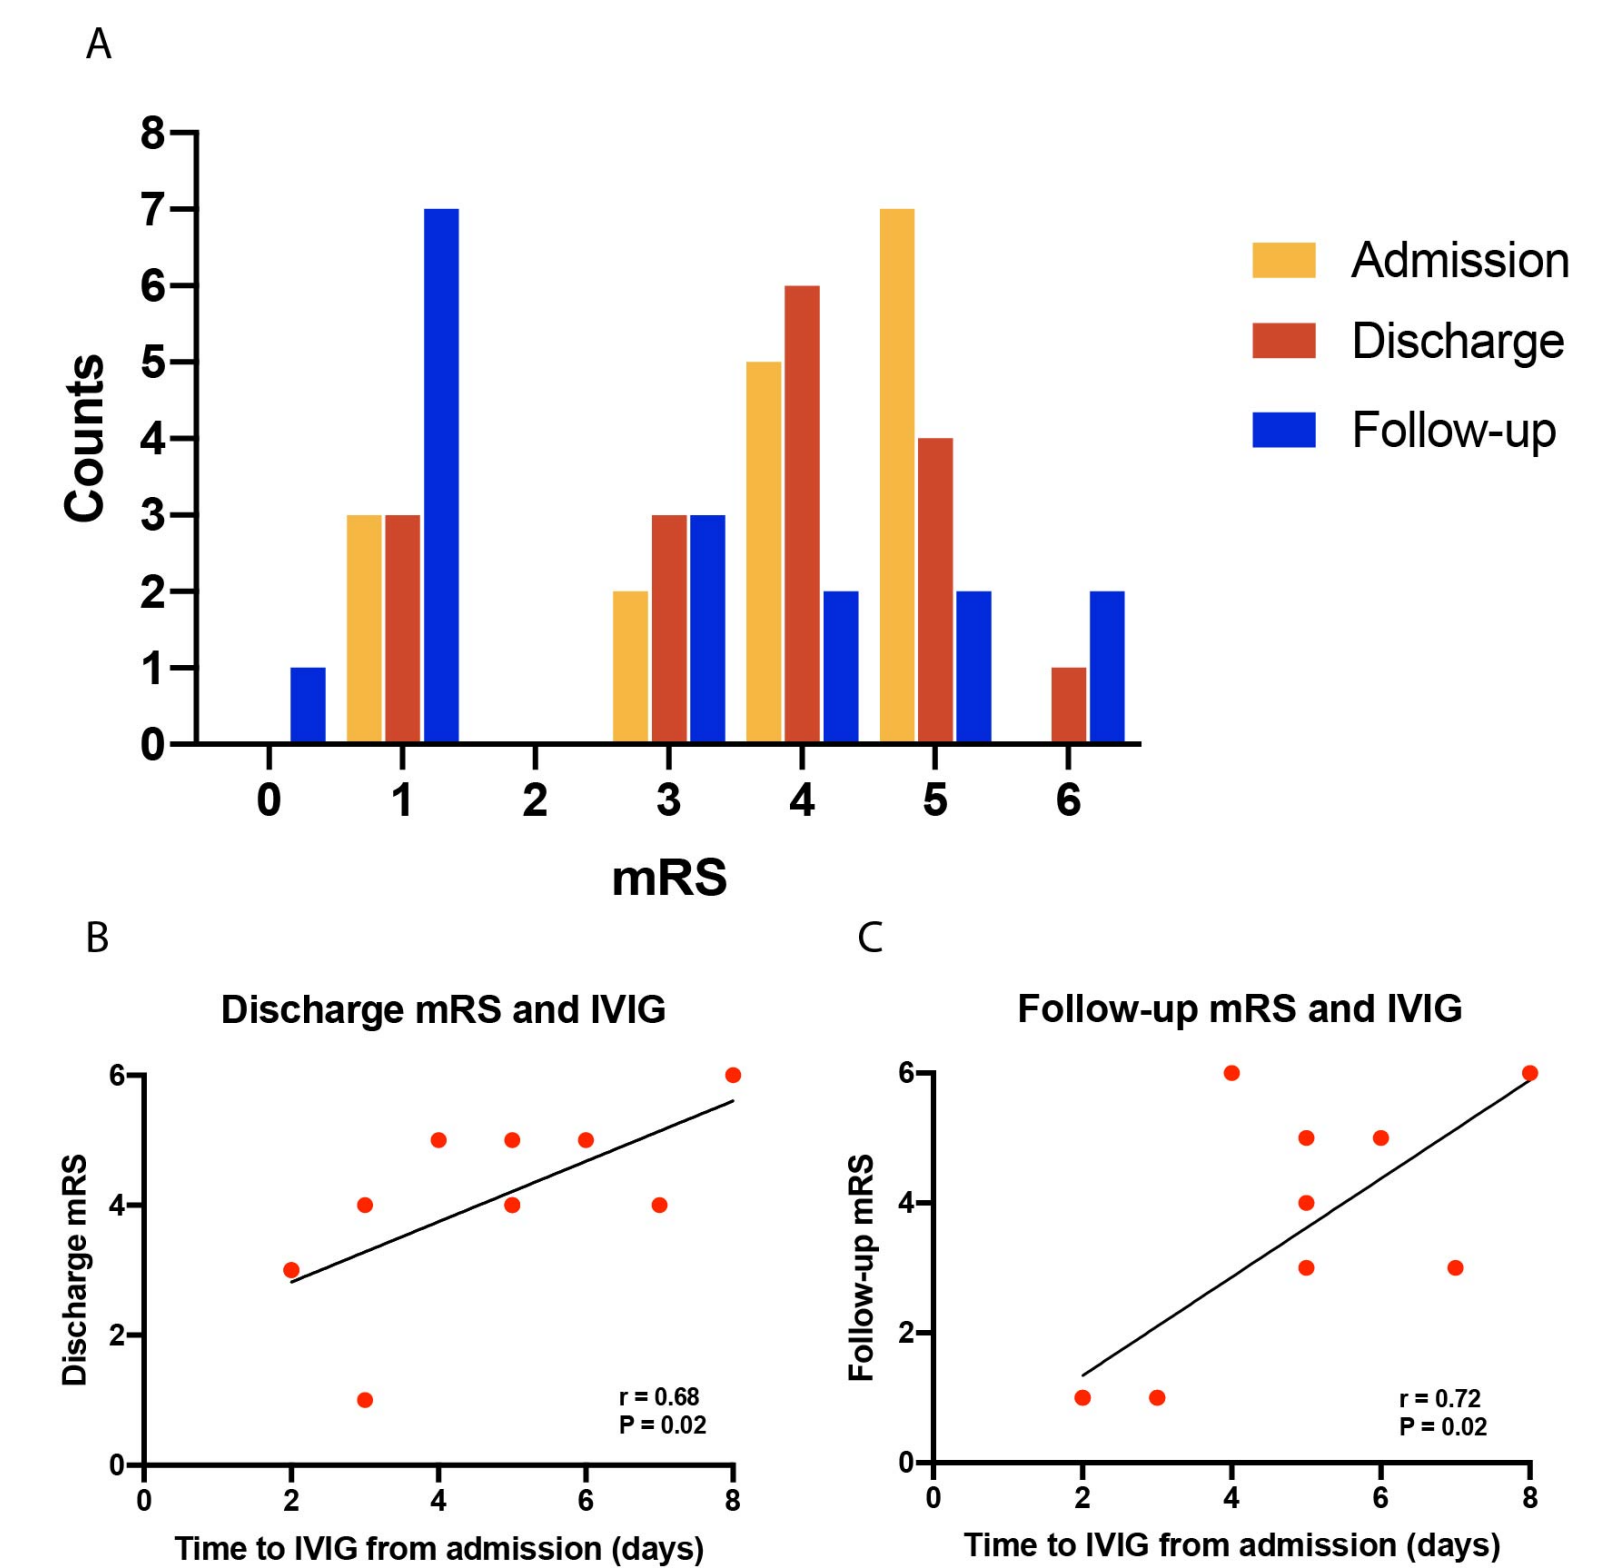 A
8
7
6
5
4
3
2
1
0
Counts
0 1 2 3 4 5 6
mRS
Admission
Discharge
Follow-up
B
Discharge mRS and IVIG
6
4
2
0
Discharge mRS
r = 0.68
P = 0.02
0 2 4 6 8
Time to IVIG from admission (days)
C
Follow-up mRS and IVIG
6
4
2
0
Follow-up mRS
r = 0.72
P = 0.02
0 2 4 6 8
Time to IVIG from admission (days)